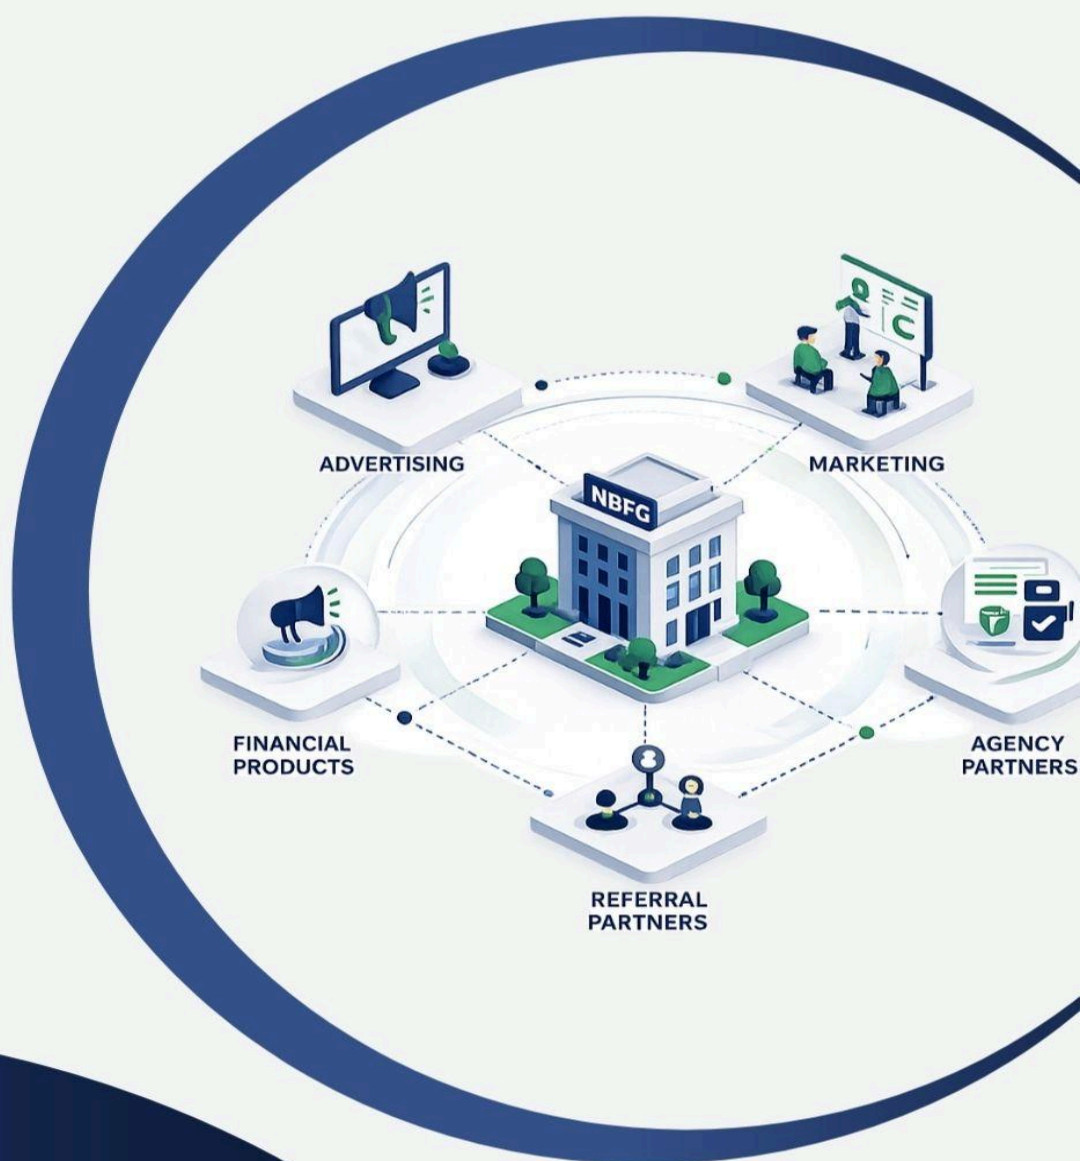 ADVERTISING
MARKETING
NBFG
FINANCIAL
PRODUCTS
AGENCY
PARTNERS
REFERRAL
PARTNERS